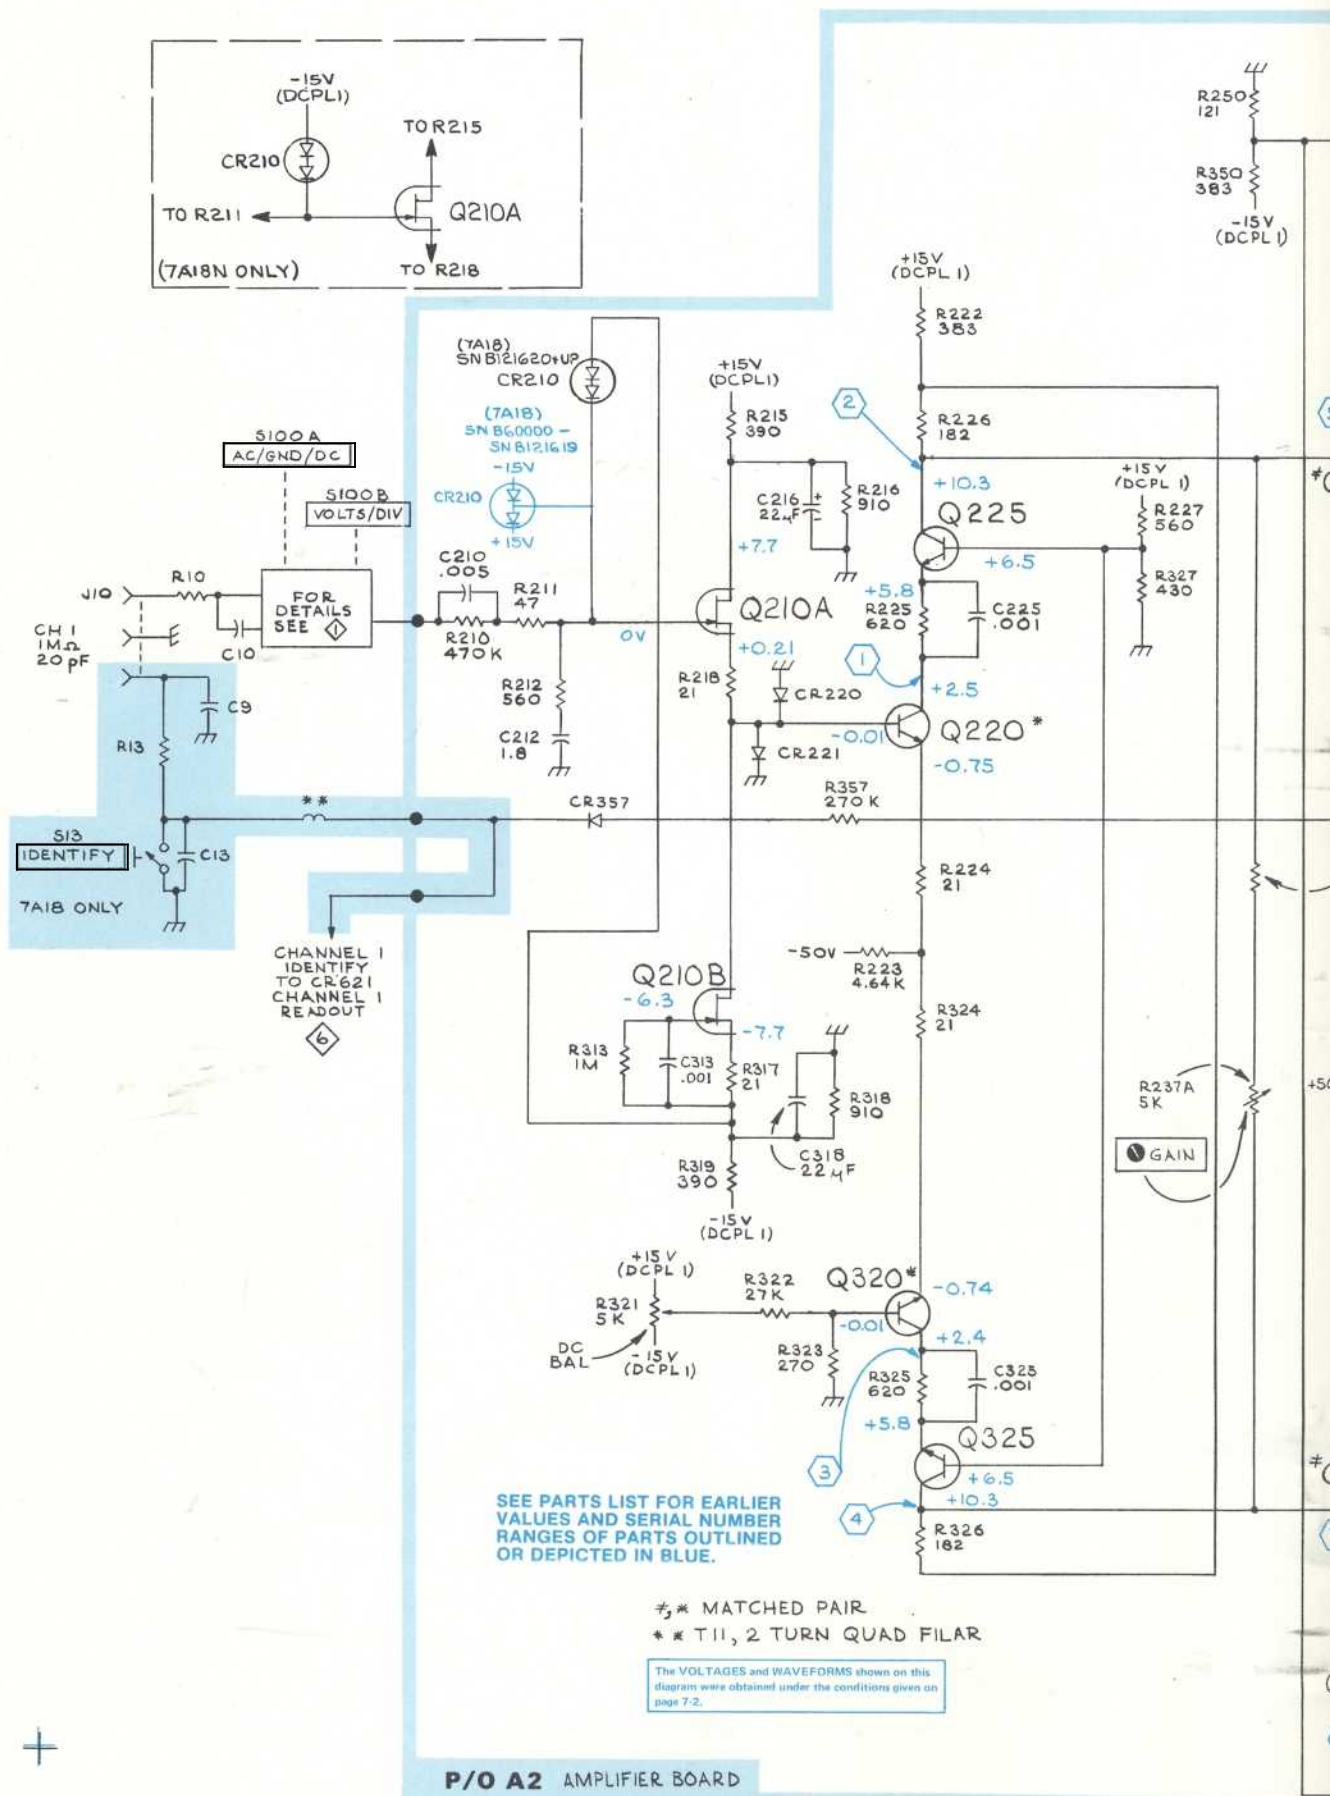 -15V
(DCPL1)
CR210
TO R215
TO R211
Q210A
(7A18N ONLY)
TO R218
R250
121
R350
383
-15V
(DCPL 1)
+15V
(DCPL 1)
R222
383
(7A18)
SN B121620+UP
CR210
+15V
(DCPL1)
2
R215
390
R226
182
(7A18)
SN B60000 -
SN B121619
-15V
CR210
+15V
S100A
AC/GND/DC
S100B
VOLTS/DIV
C216
22µF
+
-
R216
910
+10.3
Q225
+15V
(DCPL 1)
R227
560
+7.7
+6.5
R327
430
C210
.005
R211
47
J10
R10
FOR
DETAILS
SEE 1
CH 1
1MΩ
20 pF
C10
R210
470K
0V
Q210A
+0.21
+5.8
R225
620
C225
.001
1
+2.5
R218
21
CR220
R212
560
C9
Q220*
-0.01
-0.75
R13
C212
1.8
CR221
**
CR357
R357
270 K
S13
IDENTIFY
C13
7A18 ONLY
R224
21
CHANNEL 1
IDENTIFY
TO CR621
CHANNEL 1
READOUT
6
-50V
R223
4.64K
Q210B
-6.3
-7.7
R324
21
R313
1M
C313
.001
R317
21
R318
910
R237A
5K
GAIN
C318
22µF
R319
390
-15V
(DCPL 1)
+15V
(DCPL 1)
R321
5K
R322
27K
Q320*
-0.74
-0.01
+2.4
DC
BAL
-15V
(DCPL1)
R323
270
R325
620
C325
.001
+5.8
Q325
3
+6.5
+10.3
4
R326
182
SEE PARTS LIST FOR EARLIER
VALUES AND SERIAL NUMBER
RANGES OF PARTS OUTLINED
OR DEPICTED IN BLUE.
≠,* MATCHED PAIR
** T11, 2 TURN QUAD FILAR
The VOLTAGES and WAVEFORMS shown on this
diagram were obtained under the conditions given on
page 7-2.
P/O A2 AMPLIFIER BOARD